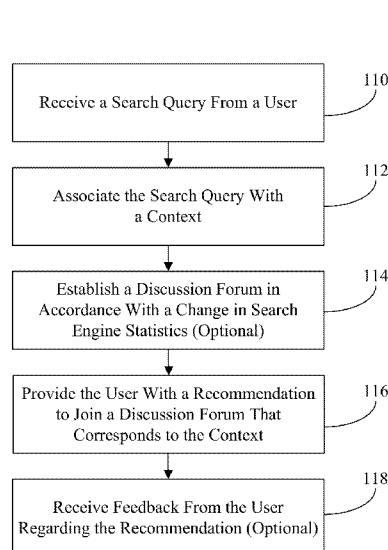 110
Receive a Search Query From a User
112
Associate the Search Query With
a Context
114
Establish a Discussion Forum in
Accordance With a Change in Search
Engine Statistics (Optional)
116
Provide the User With a Recommendation
to Join a Discussion Forum That
Corresponds to the Context
118
Receive Feedback From the User
Regarding the Recommendation (Optional)